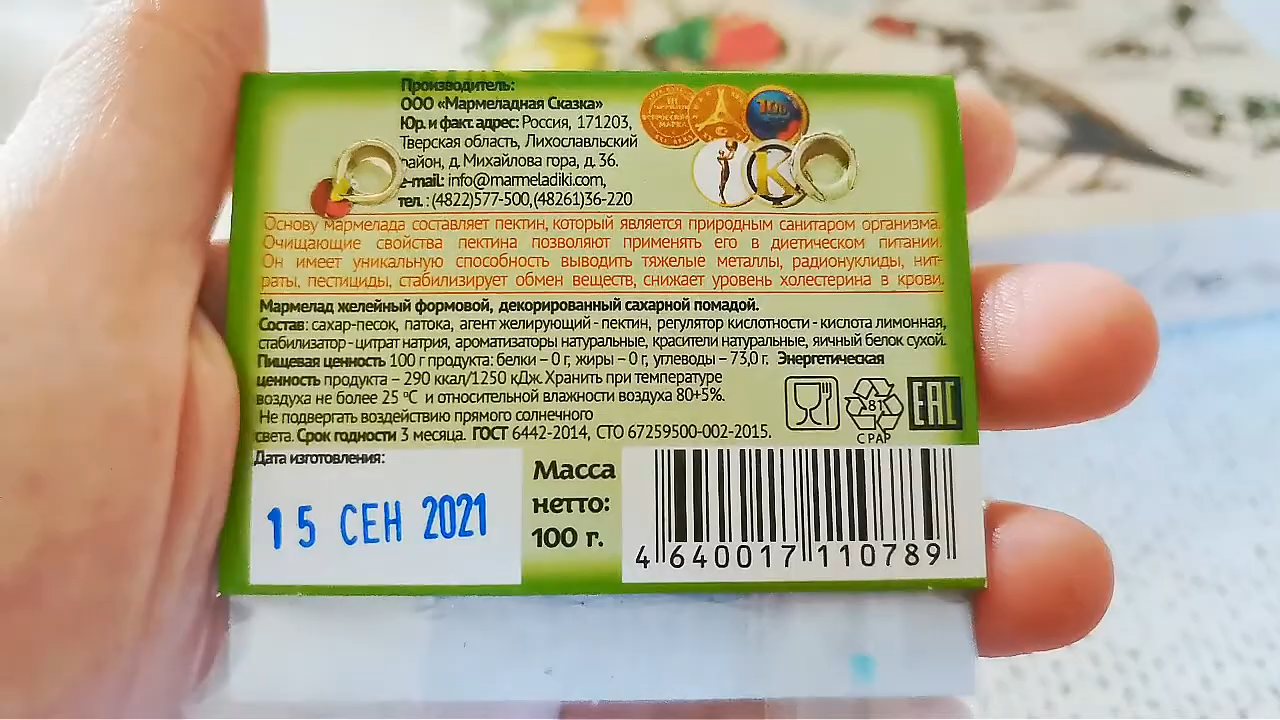 Производитель:
ООО «Мармеладная Сказка»
Юр. и факт. адрес: Россия, 171203,
Тверская область, Лихославльский
район, д. Михайлова гора, д. 36.
e-mail: info@marmeladiki.com,
тел. : (4822)577-500,(48261)36-220
100
К
Основу мармелада составляет пектин, который является природным санитаром организма.
Очищающие свойства пектина позволяют применять его в диетическом питании.
Он имеет уникальную способность выводить тяжелые металлы, радионуклиды, нит-
раты, пестициды, стабилизирует обмен веществ, снижает уровень холестерина в крови.
Мармелад желейный формовой, декорированный сахарной помадой.
Состав: сахар-песок, патока, агент желирующий - пектин, регулятор кислотности - кислота лимонная,
стабилизатор - цитрат натрия, ароматизаторы натуральные, красители натуральные, яичный белок сухой.
Пищевая ценность 100 г продукта: белки – 0 г, жиры – 0 г, углеводы – 73,0 г. Энергетическая
ценность продукта – 290 ккал/1250 кДж. Хранить при температуре
воздуха не более 25 °С и относительной влажности воздуха 80+5%.
Не подвергать воздействию прямого солнечного
света. Срок годности 3 месяца. ГОСТ 6442-2014, СТО 67259500-002-2015.
81
C PAP
EAC
Дата изготовления:
15 СЕН 2021
Масса
нетто:
100 г.
4 640017 110789